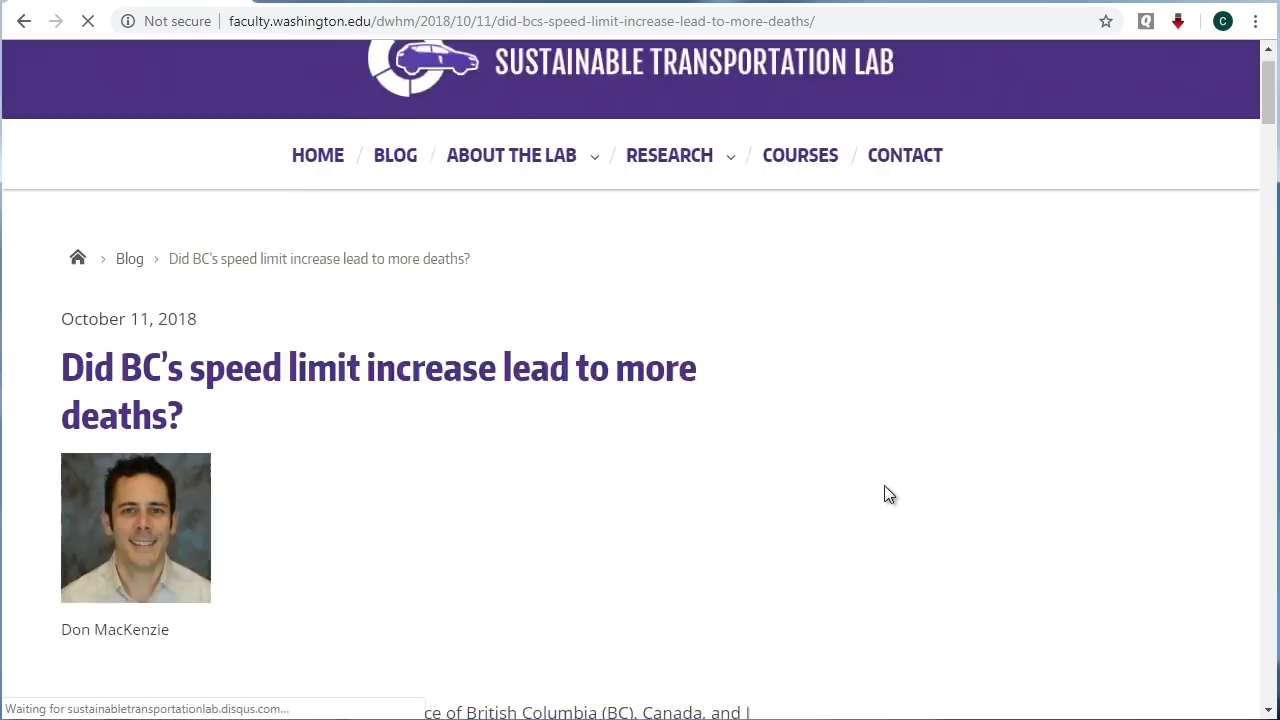 Not secure faculty.washington.edu/dwhm/2018/10/11/did-bcs-speed-limit-increase-lead-to-more-deaths/
Q C
SUSTAINABLE TRANSPORTATION LAB
HOME / BLOG / ABOUT THE LAB / RESEARCH / COURSES / CONTACT
Blog › Did BC's speed limit increase lead to more deaths?
October 11, 2018
Did BC's speed limit increase lead to more
deaths?
Don MacKenzie
ce of British Columbia (BC), Canada, and I
Waiting for sustainabletransportationlab.disqus.com...